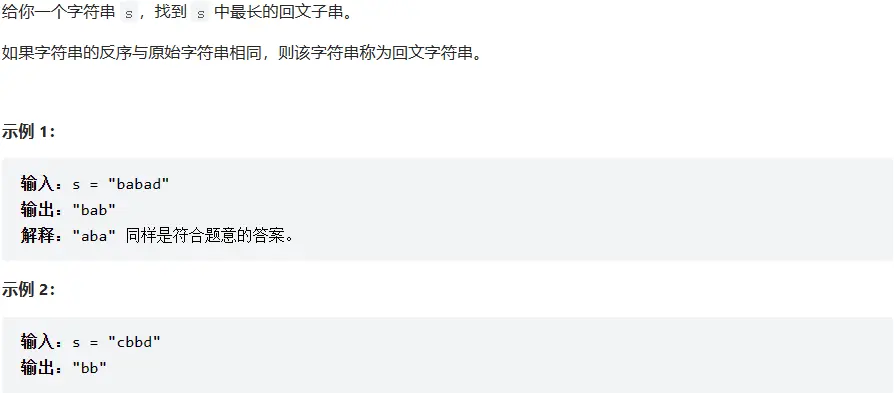 给你一个字符串 s，找到 s 中最长的回文子串。
如果字符串的反序与原始字符串相同，则该字符串称为回文字符串。
示例 1：
输入：s = "babad"
输出："bab"
解释："aba" 同样是符合题意的答案。
示例 2：
输入：s = "cbbd"
输出："bb"